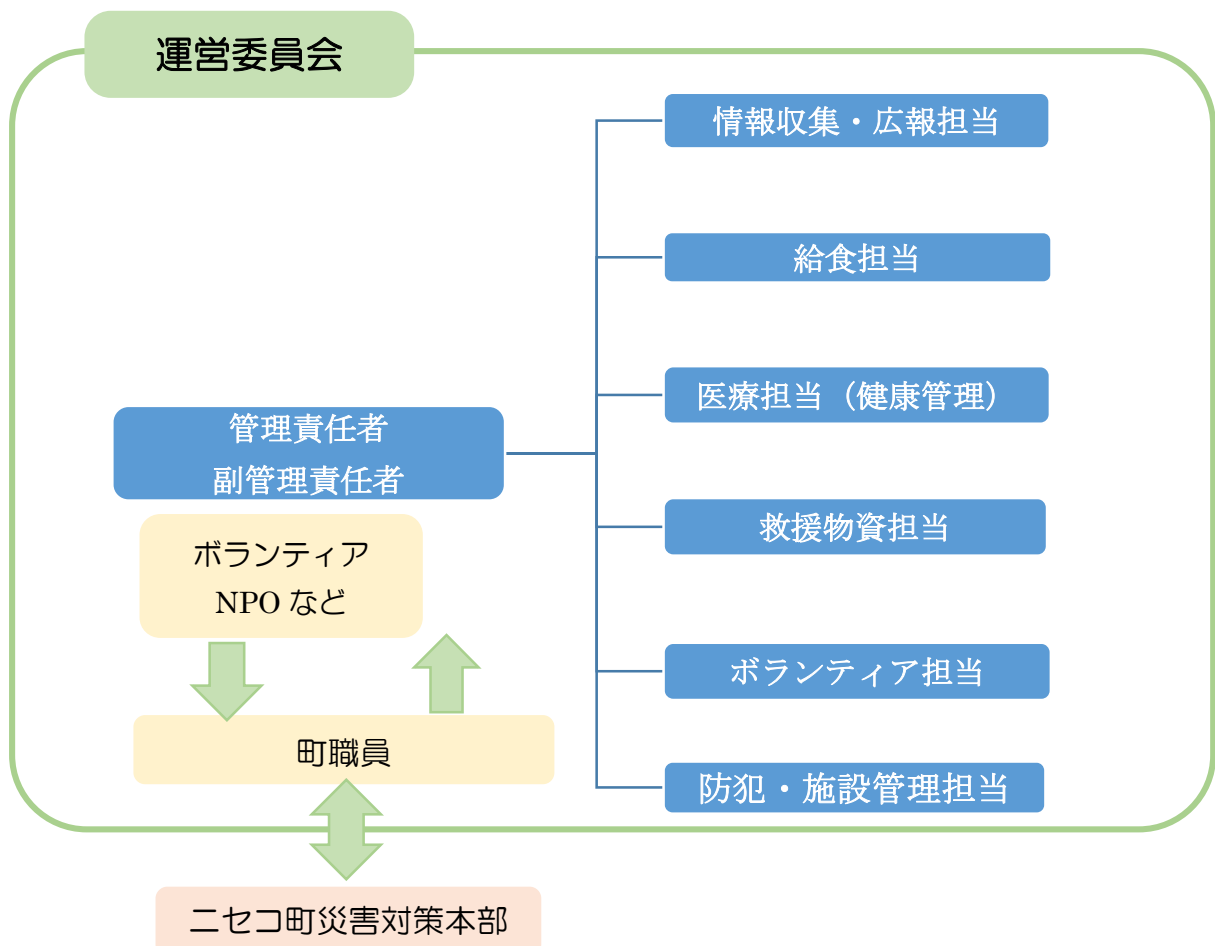 運営委員会
情報収集・広報担当
給食担当
医療担当（健康管理）
管理責任者
副管理責任者
救援物資担当
ボランティア
NPO など
ボランティア担当
町職員
防犯・施設管理担当
ニセコ町災害対策本部